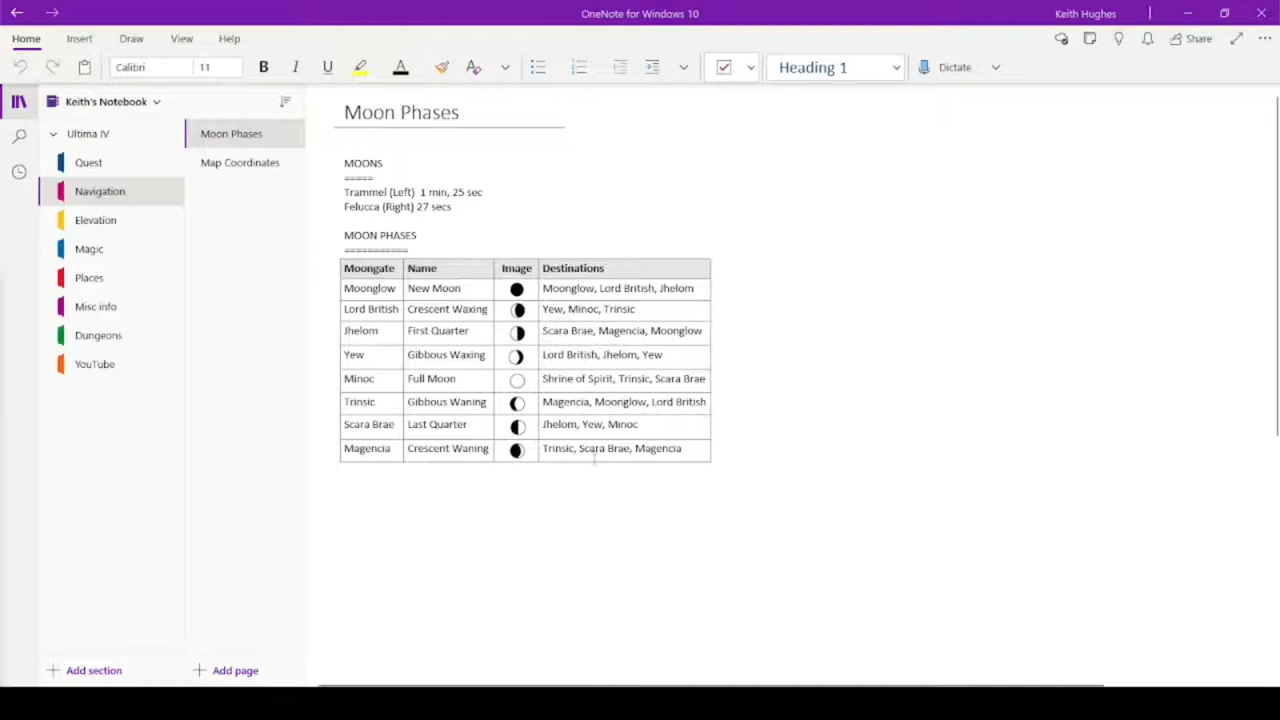 OneNote for Windows 10
Keith Hughes
Home Insert Draw View Help
Share
Calibri 11 B I U A A Heading 1 Dictate
Keith's Notebook
Ultima IV
Quest
Navigation
Elevation
Magic
Places
Misc info
Dungeons
YouTube
Add section
Moon Phases
Map Coordinates
Add page
Moon Phases
MOONS
=====
Trammel (Left) 1 min, 25 sec
Felucca (Right) 27 secs
MOON PHASES
===========
Moongate Name Image Destinations
Moonglow New Moon Moonglow, Lord British, Jhelom
Lord British Crescent Waxing Yew, Minoc, Trinsic
Jhelom First Quarter Scara Brae, Magencia, Moonglow
Yew Gibbous Waxing Lord British, Jhelom, Yew
Minoc Full Moon Shrine of Spirit, Trinsic, Scara Brae
Trinsic Gibbous Waning Magencia, Moonglow, Lord British
Scara Brae Last Quarter Jhelom, Yew, Minoc
Magencia Crescent Waning Trinsic, Scara Brae, Magencia